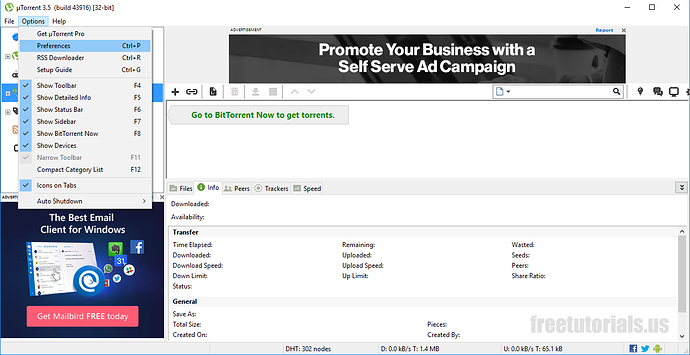 µTorrent 3.5 (build 43916) [32-bit]
File Options Help
Get µTorrent Pro
Preferences Ctrl+P
RSS Downloader Ctrl+R
Setup Guide Ctrl+G
Show Toolbar F4
Show Detailed Info F5
Show Status Bar F6
Show Sidebar F7
Show BitTorrent Now F8
Show Devices
Narrow Toolbar F11
Compact Category List F12
Icons on Tabs
Auto Shutdown
ADVERTISEMENT Report X
Promote Your Business with a
Self Serve Ad Campaign
Go to BitTorrent Now to get torrents.
Files Info Peers Trackers Speed
Downloaded:
Availability:
Transfer
Time Elapsed: Remaining: Wasted:
Downloaded: Uploaded: Seeds:
Download Speed: Upload Speed: Peers:
Down Limit: Up Limit: Share Ratio:
Status:
General
Save As:
Total Size: Pieces:
Created On: Created By:
The Best Email
Client for Windows
31
Get Mailbird FREE today
freetutorials.us
DHT: 302 nodes D: 0.0 kB/s T: 1.4 MB U: 0.0 kB/s T: 65.1 kB